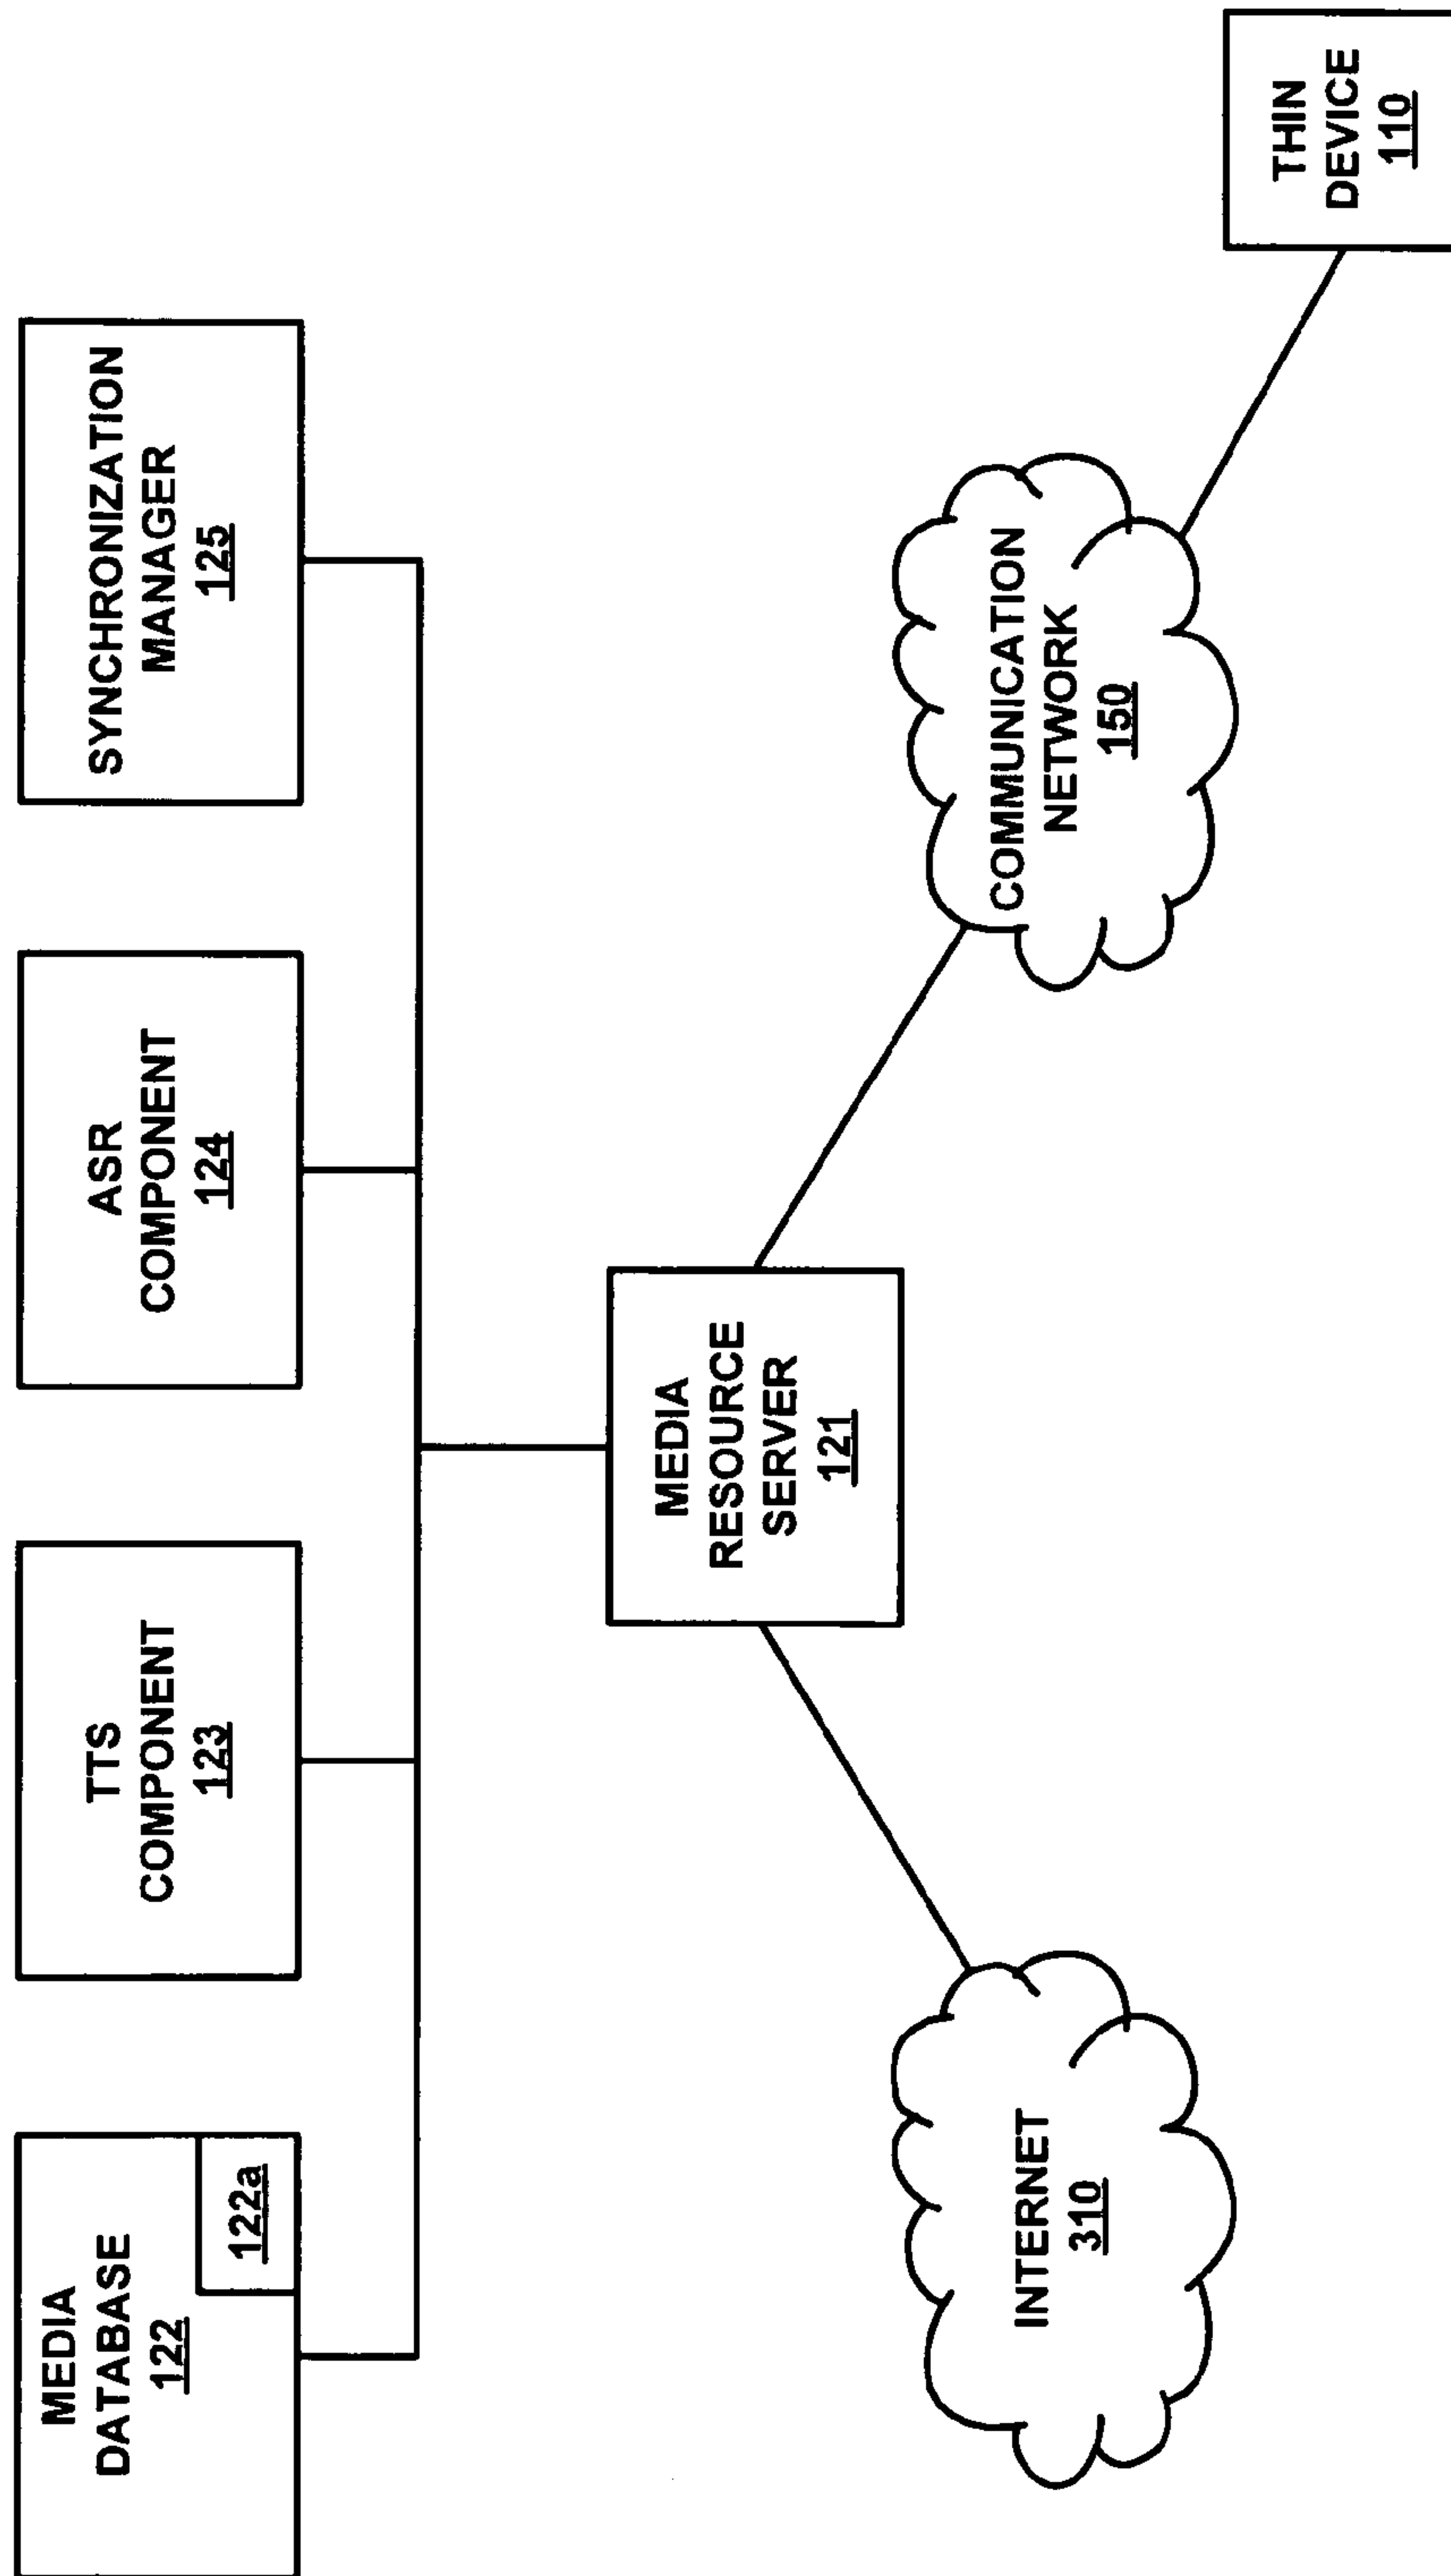 MEDIA
DATABASE
122
122a
TTS
COMPONENT
123
ASR
COMPONENT
124
SYNCHRONIZATION
MANAGER
125
MEDIA
RESOURCE
SERVER
121
INTERNET
310
COMMUNICATION
NETWORK
150
THIN
DEVICE
110